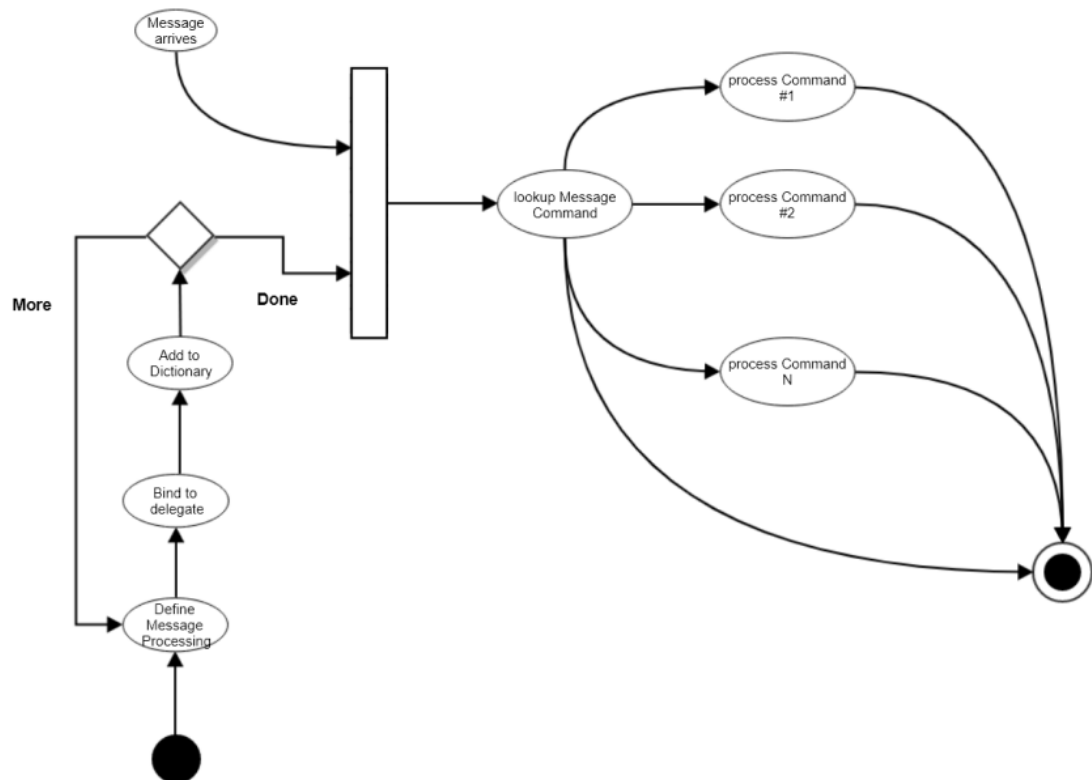 Message
arrives
process Command
#1
lookup Message
Command
process Command
#2
More
Done
Add to
Dictionary
process Command
N
Bind to
delegate
Define
Message
Processing